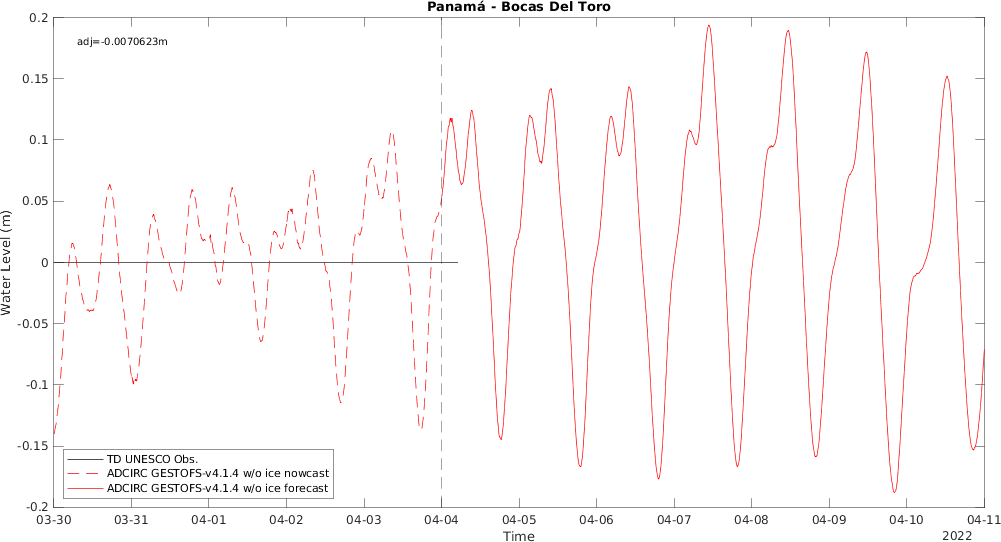 Panamá - Bocas Del Toro
adj=-0.0070623m
0.2
0.15
0.1
0.05
0
-0.05
-0.1
-0.15
-0.2
Water Level (m)
TD UNESCO Obs.
ADCIRC GESTOFS-v4.1.4 w/o ice nowcast
ADCIRC GESTOFS-v4.1.4 w/o ice forecast
03-30 03-31 04-01 04-02 04-03 04-04 04-05 04-06 04-07 04-08 04-09 04-10 04-11
Time
2022